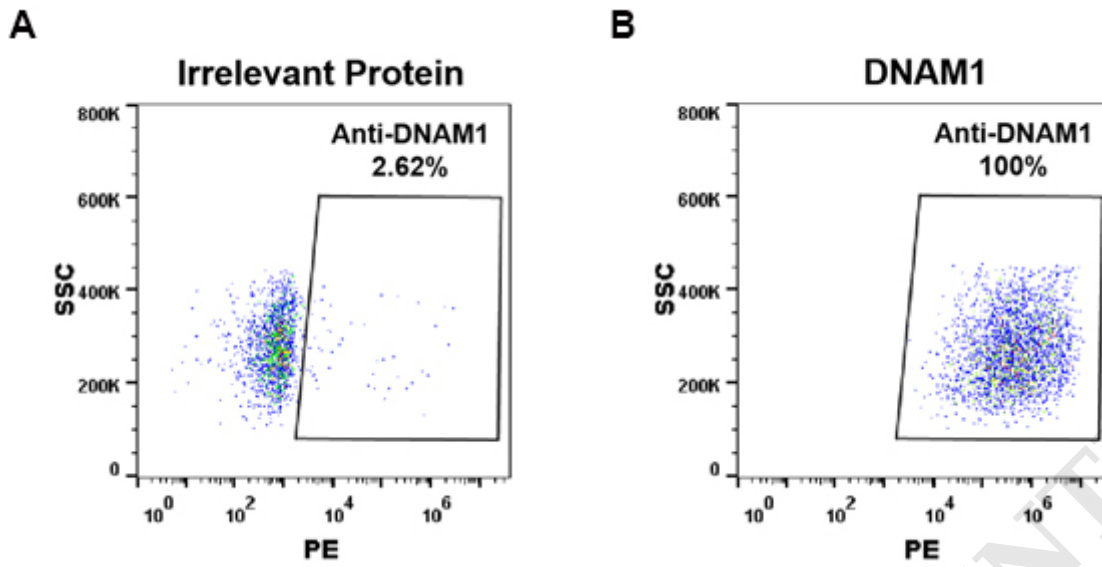 A
Irrelevant Protein
Anti-DNAM1
2.62%
800K
600K
400K
200K
0
SSC
10^0 10^2 10^4 10^6
PE
B
DNAM1
Anti-DNAM1
100%
800K
600K
400K
200K
0
SSC
10^0 10^2 10^4 10^6
PE